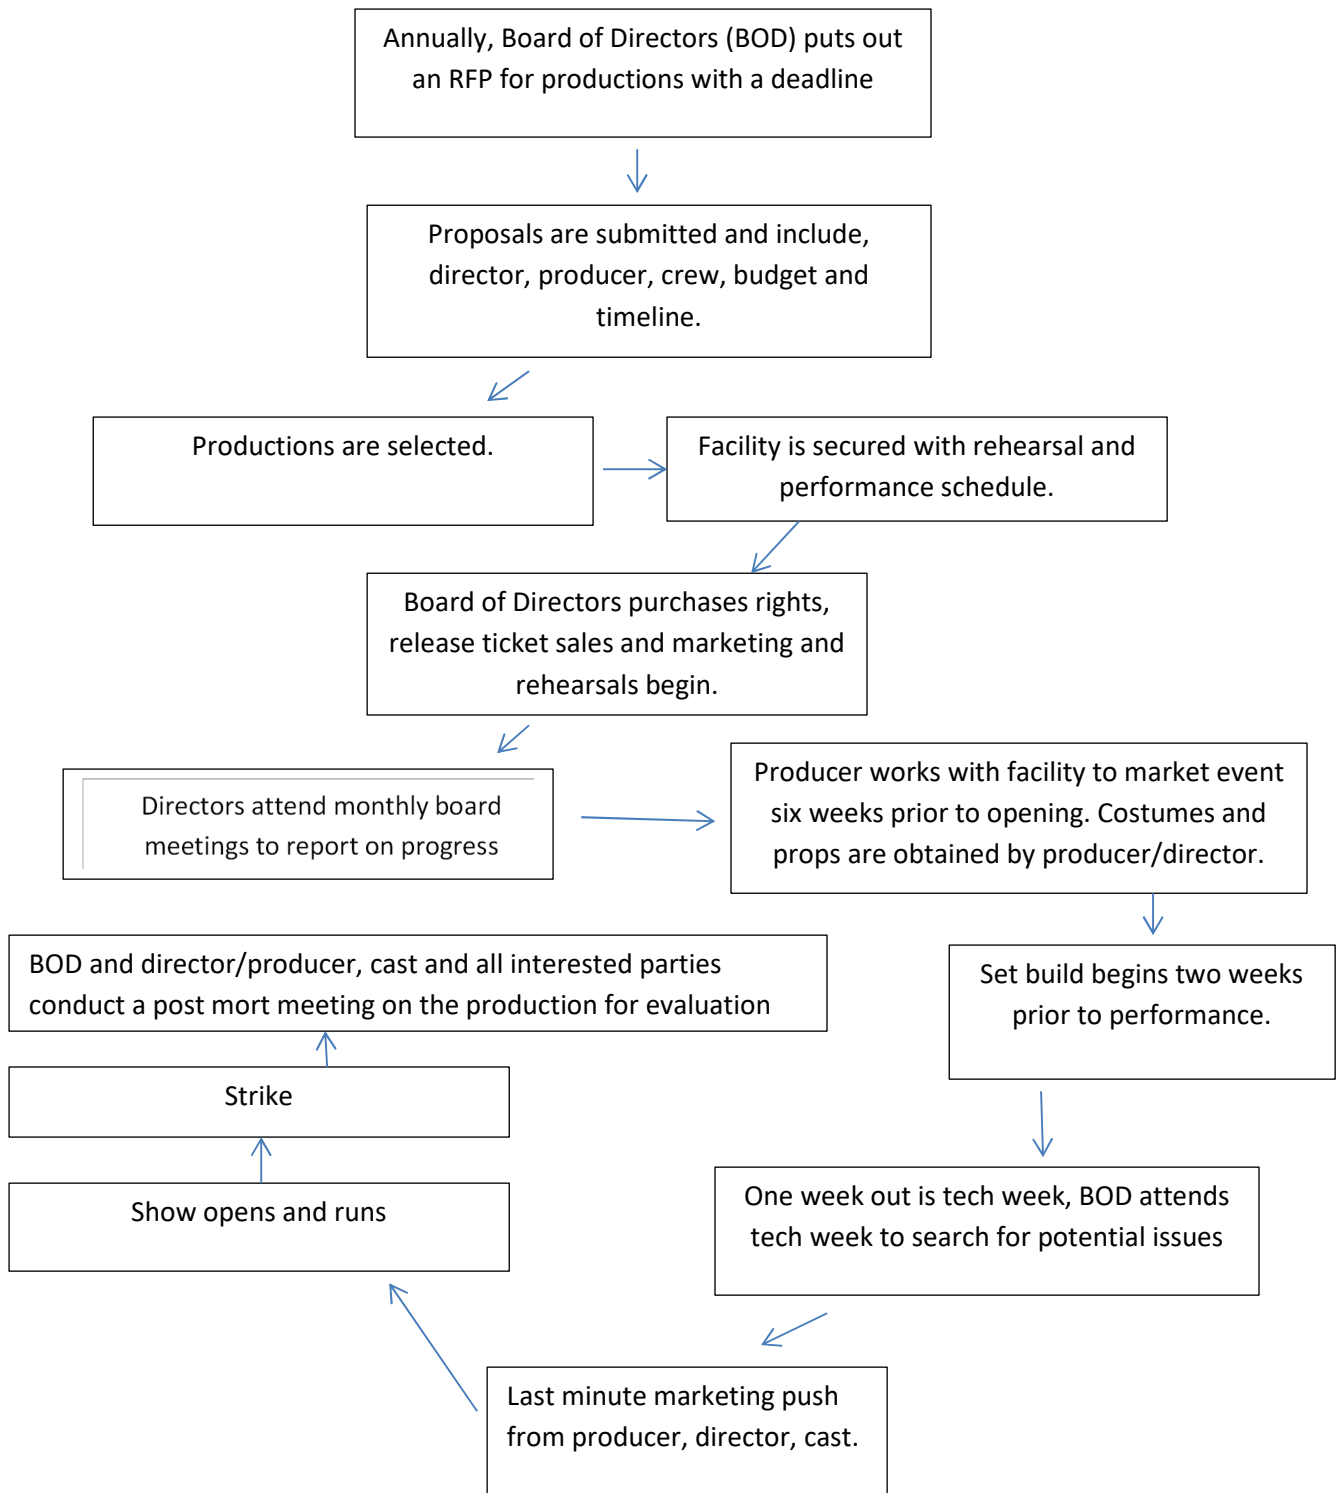 Annually, Board of Directors (BOD) puts out
an RFP for productions with a deadline
Proposals are submitted and include,
director, producer, crew, budget and
timeline.
Productions are selected.
Facility is secured with rehearsal and
performance schedule.
Board of Directors purchases rights,
release ticket sales and marketing and
rehearsals begin.
Directors attend monthly board
meetings to report on progress
Producer works with facility to market event
six weeks prior to opening. Costumes and
props are obtained by producer/director.
Set build begins two weeks
prior to performance.
One week out is tech week, BOD attends
tech week to search for potential issues
Last minute marketing push
from producer, director, cast.
Show opens and runs
Strike
BOD and director/producer, cast and all interested parties
conduct a post mort meeting on the production for evaluation